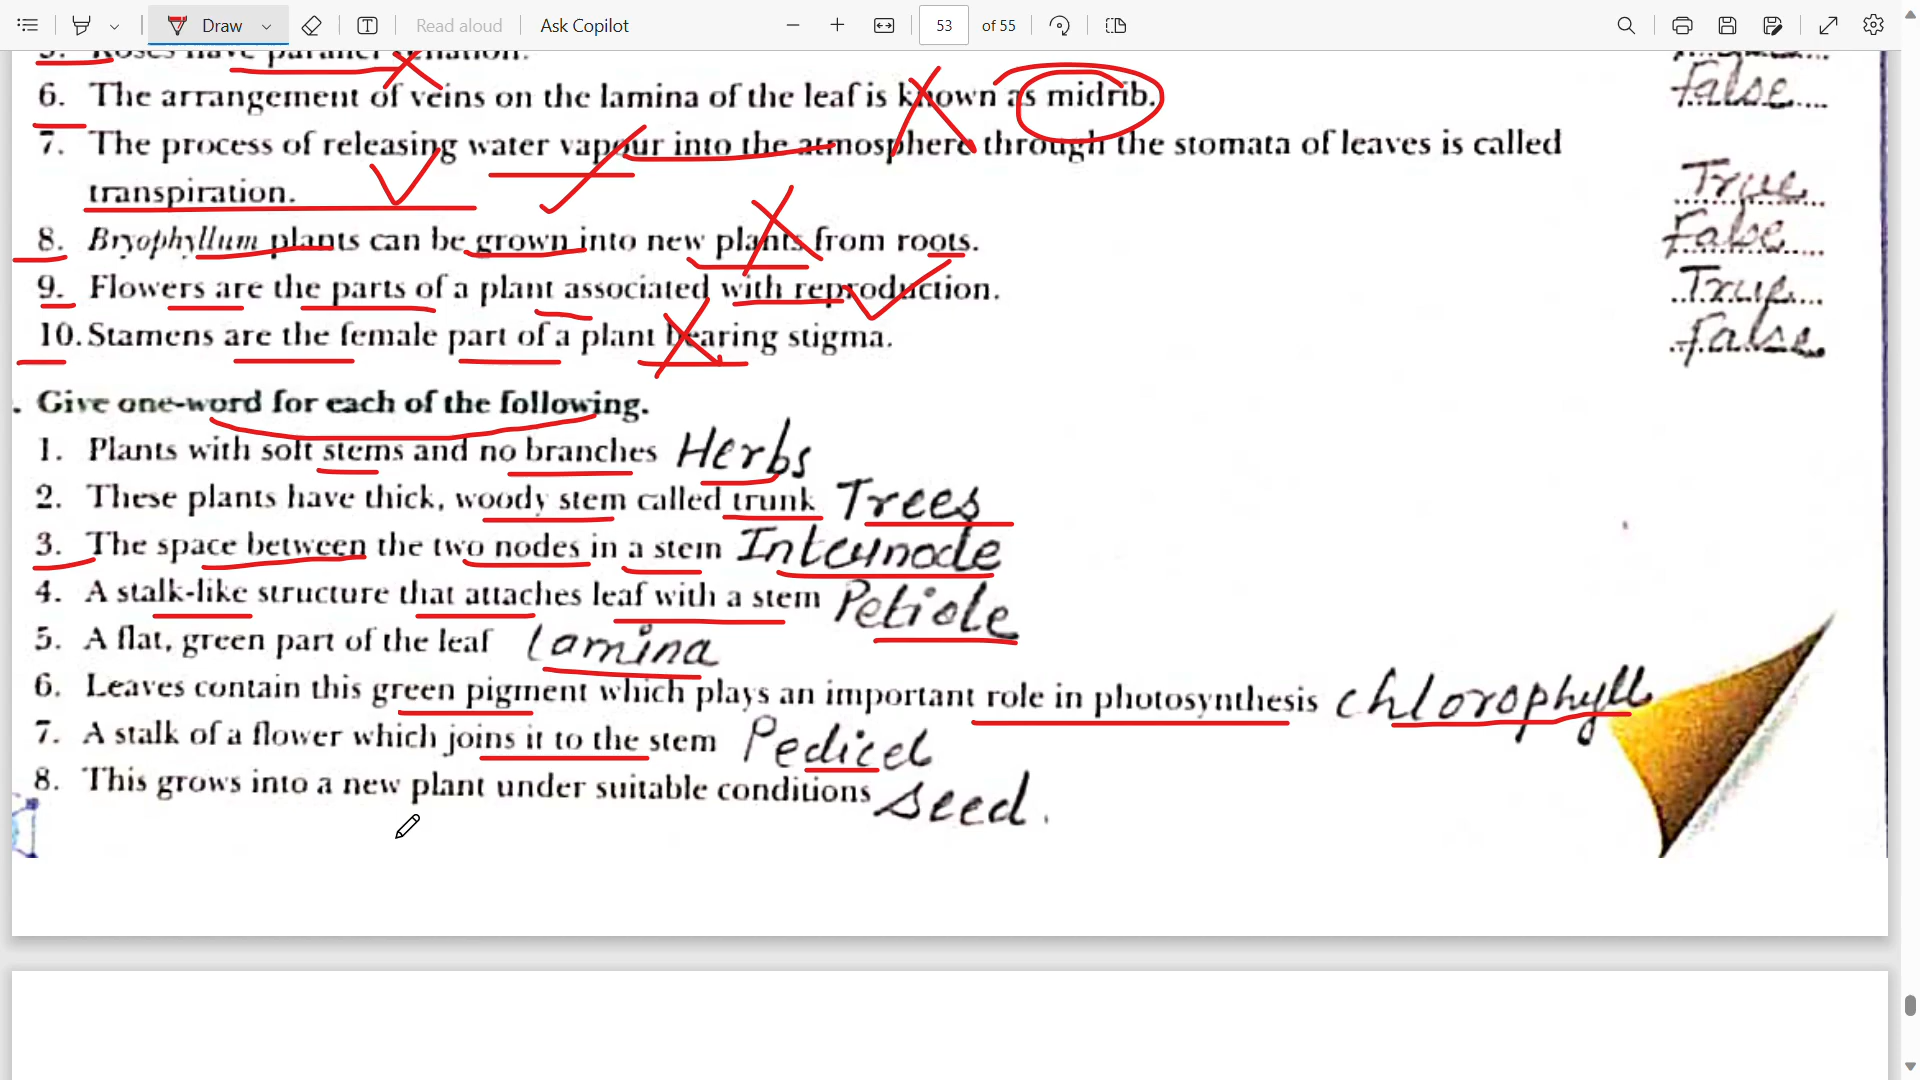 Draw
Read aloud
Ask Copilot
53
of 55
5. Roses have parallel venation.
6. The arrangement of veins on the lamina of the leaf is known as midrib. False
7. The process of releasing water vapour into the atmosphere through the stomata of leaves is called
transpiration. True
8. Bryophyllum plants can be grown into new plants from roots. False
9. Flowers are the parts of a plant associated with reproduction. True
10. Stamens are the female part of a plant bearing stigma. False
. Give one-word for each of the following.
1. Plants with soft stems and no branches Herbs
2. These plants have thick, woody stem called trunk Trees
3. The space between the two nodes in a stem Internode
4. A stalk-like structure that attaches leaf with a stem Petiole
5. A flat, green part of the leaf lamina
6. Leaves contain this green pigment which plays an important role in photosynthesis chlorophyll
7. A stalk of a flower which joins it to the stem Pedicel
8. This grows into a new plant under suitable conditions seed.